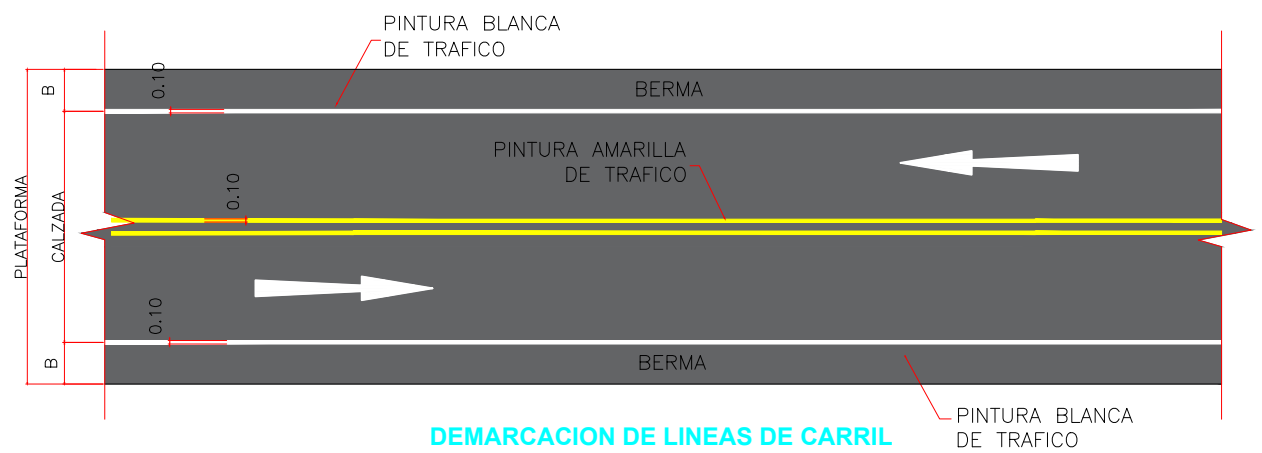 PINTURA BLANCA
DE TRAFICO
B
0.10
BERMA
PINTURA AMARILLA
DE TRAFICO
0.10
PLATAFORMA
CALZADA
0.10
B
BERMA
PINTURA BLANCA
DE TRAFICO
DEMARCACION DE LINEAS DE CARRIL